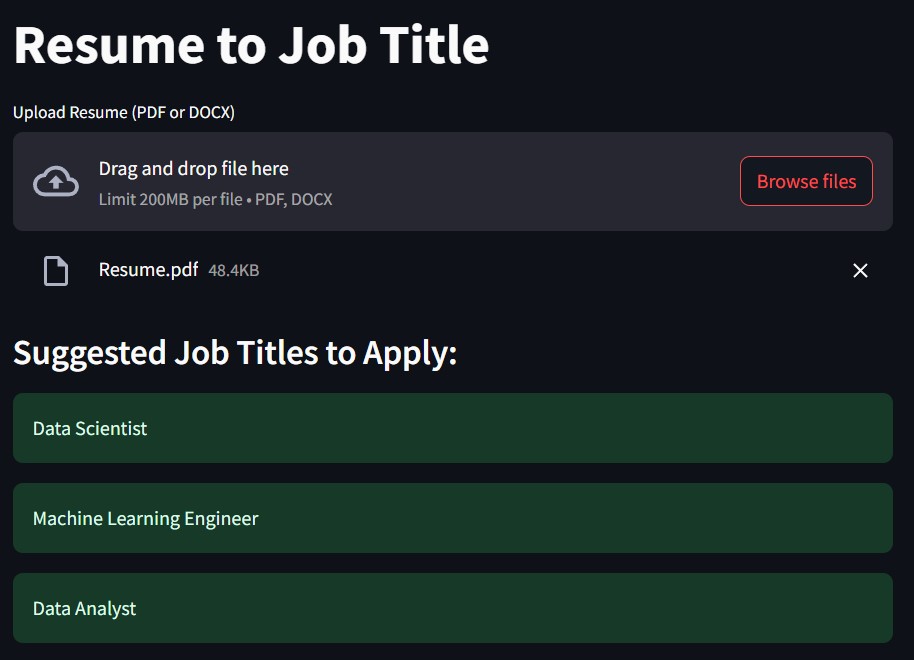 Resume to Job Title
Upload Resume (PDF or DOCX)
Drag and drop file here
Limit 200MB per file • PDF, DOCX
Browse files
Resume.pdf 48.4KB
Suggested Job Titles to Apply:
Data Scientist
Machine Learning Engineer
Data Analyst